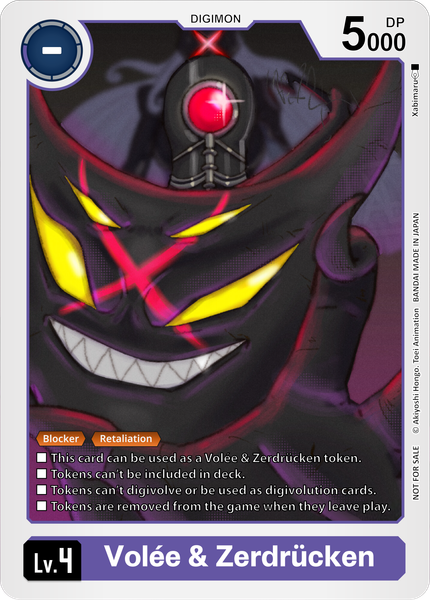 DIGIMON
-
5000 DP
Xabimaru
Blocker Retaliation
This card can be used as a Volée & Zerdrücken token.
Tokens can't be included in deck.
Tokens can't digivolve or be used as digivolution cards.
Tokens are removed from the game when they leave play.
NOT FOR SALE © Akiyoshi Hongo. Toei Animation BANDAI MADE IN JAPAN
Lv.4 Volée & Zerdrücken